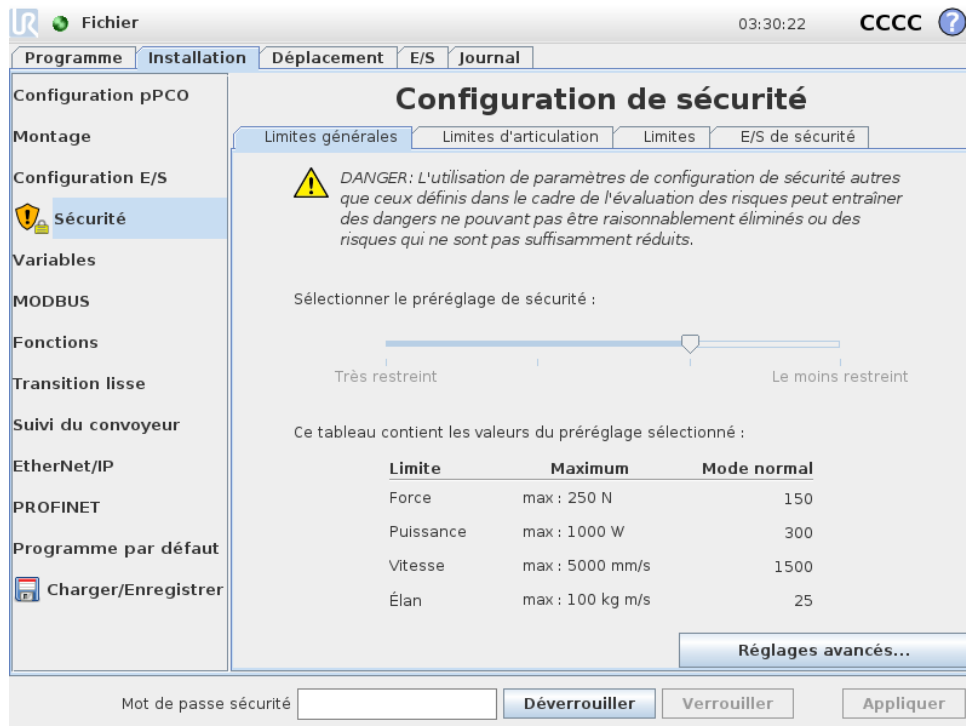 UR Fichier 03:30:22 CCCC ?
Programme Installation Déplacement E/S Journal
Configuration pPCO
Montage
Configuration E/S
Sécurité
Variables
MODBUS
Fonctions
Transition lisse
Suivi du convoyeur
EtherNet/IP
PROFINET
Programme par défaut
Charger/Enregistrer
Configuration de sécurité
Limites générales Limites d'articulation Limites E/S de sécurité
DANGER: L'utilisation de paramètres de configuration de sécurité autres
que ceux définis dans le cadre de l'évaluation des risques peut entraîner
des dangers ne pouvant pas être raisonnablement éliminés ou des
risques qui ne sont pas suffisamment réduits.
Sélectionner le préréglage de sécurité :
Très restreint Le moins restreint
Ce tableau contient les valeurs du préréglage sélectionné :
Limite Maximum Mode normal
Force max : 250 N 150
Puissance max : 1000 W 300
Vitesse max : 5000 mm/s 1500
Élan max : 100 kg m/s 25
Réglages avancés...
Mot de passe sécurité Déverrouiller Verrouiller Appliquer